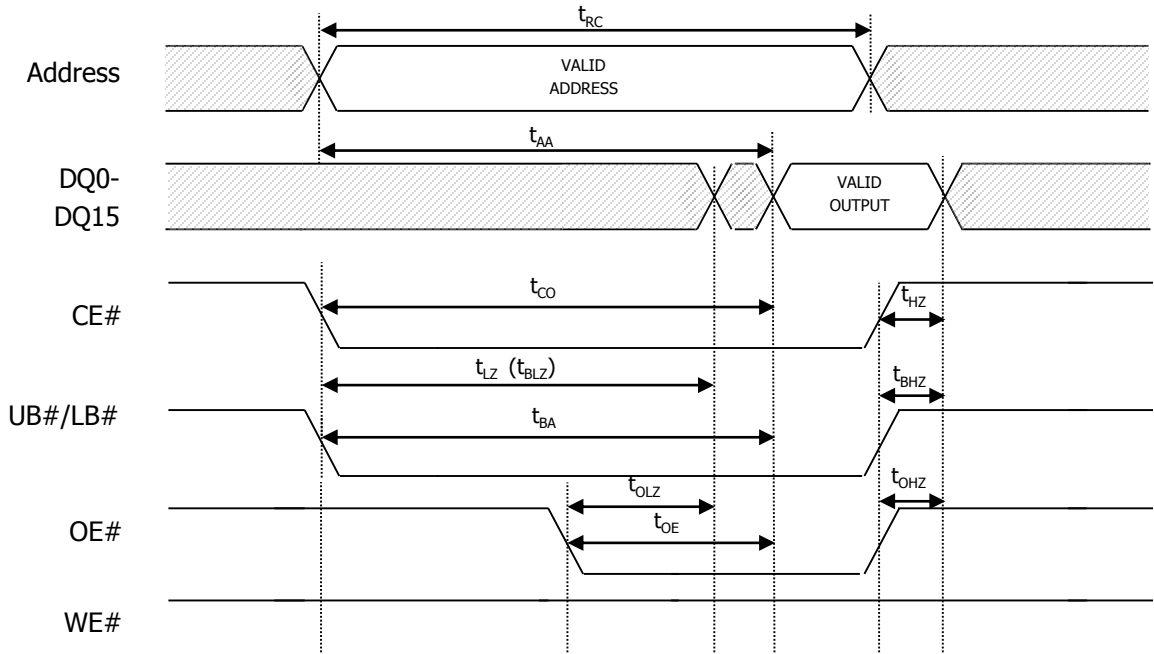 tRC
Address
VALID
ADDRESS
tAA
DQ0-
DQ15
VALID
OUTPUT
CE#
tCO
tHZ
tLZ (tBLZ)
tBHZ
UB#/LB#
tBA
tOLZ
tOHZ
OE#
tOE
WE#